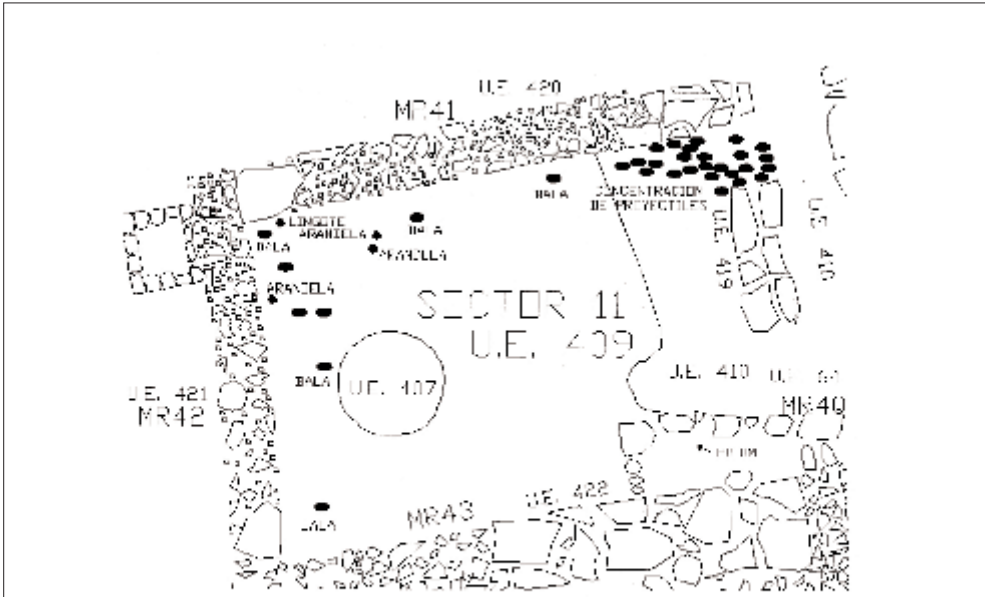 U.E. 420
MR41
BALA
CONCENTRACION
DE PROYECTILES
LINGOTE
ARANDELA
BALA
BALA
ARANDELA
U.E. 419
U.E. 410
ARANDELA
SECTOR 11
U.E. 409
BALA
U.E. 407
U.E. 410
U.E.
MR40
U.E. 421
MR42
U.E. 422
MR43
BALA